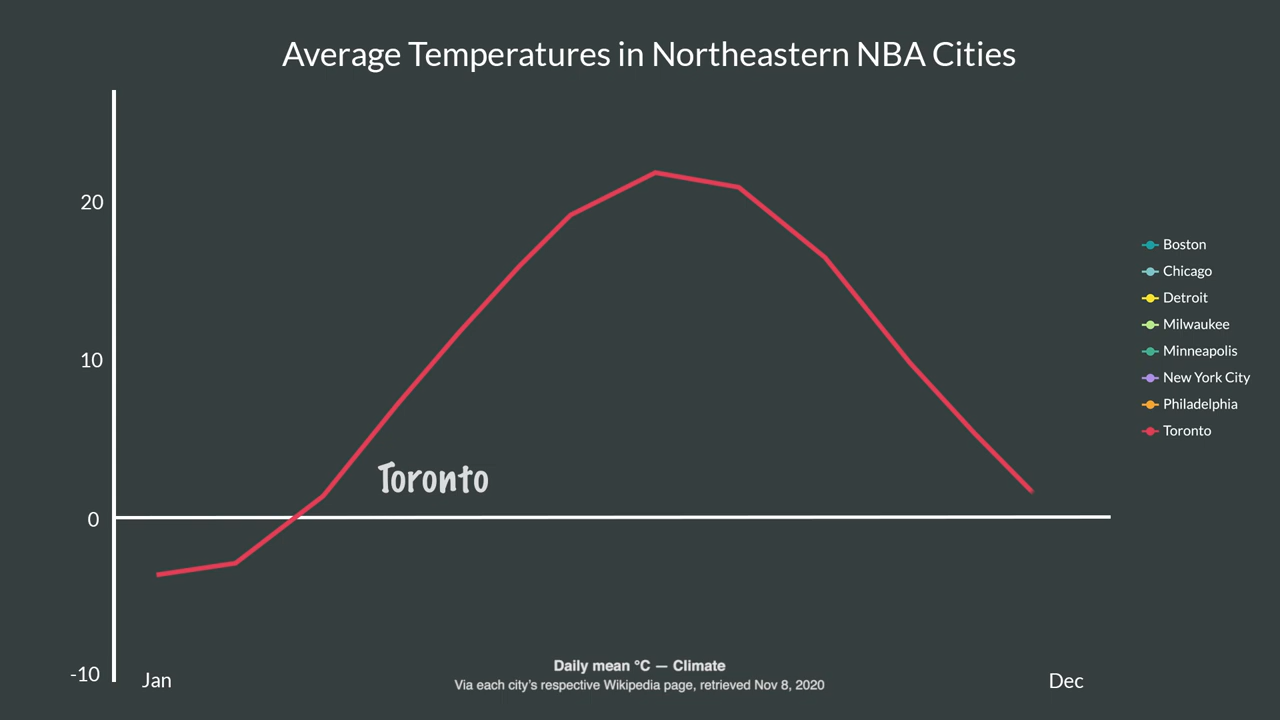 Average Temperatures in Northeastern NBA Cities
20
10
0
-10
Jan
Dec
Toronto
Boston
Chicago
Detroit
Milwaukee
Minneapolis
New York City
Philadelphia
Toronto
Daily mean °C — Climate
Via each city's respective Wikipedia page, retrieved Nov 8, 2020